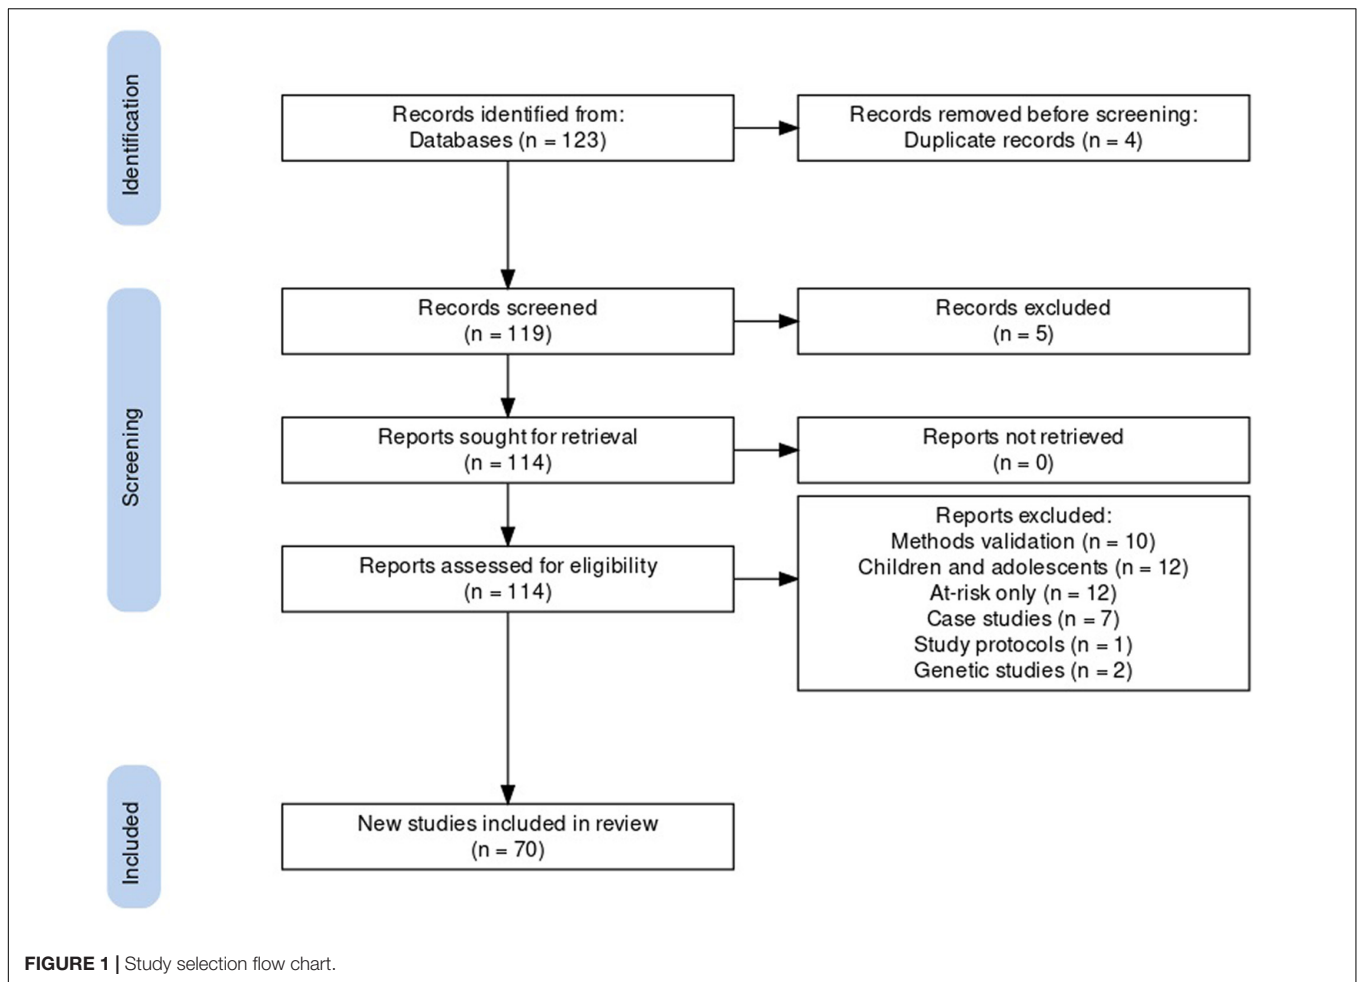 Identification
Records identified from:
Databases (n = 123)
Records removed before screening:
Duplicate records (n = 4)
Screening
Records screened
(n = 119)
Records excluded
(n = 5)
Reports sought for retrieval
(n = 114)
Reports not retrieved
(n = 0)
Reports assessed for eligibility
(n = 114)
Reports excluded:
Methods validation (n = 10)
Children and adolescents (n = 12)
At-risk only (n = 12)
Case studies (n = 7)
Study protocols (n = 1)
Genetic studies (n = 2)
Included
New studies included in review
(n = 70)
FIGURE 1 | Study selection flow chart.